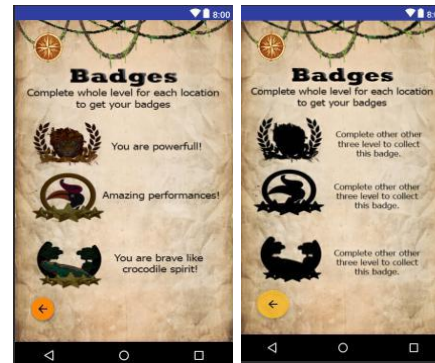 8:00
Badges
Complete whole level for each location
to get your badges
You are powerfull!
Amazing performances!
You are brave like
crocodile spirit!
8:00
Badges
Complete whole level for each location
to get your badges
Complete other other
three level to collect
this badge.
Complete other other
three level to collect
this badge.
Complete other other
three level to collect
this badge.